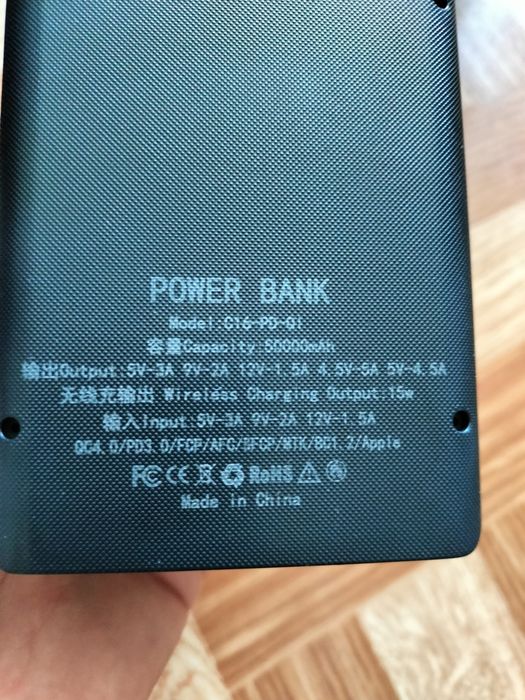 POWER BANK
Model:C16-PD-QI
容量Capacity:50000mAh
输出Output:5V-3A 9V-2A 12V-1.5A 4.5V-5A 5V-4.5A
无线充输出 Wireless Charging Output:15w
输入Input:5V-3A 9V-2A 12V-1.5A
QC4.0/PD3.0/FCP/AFC/SFCP/MTK/BC1.2/Apple
FC CE RoHS
Made in China